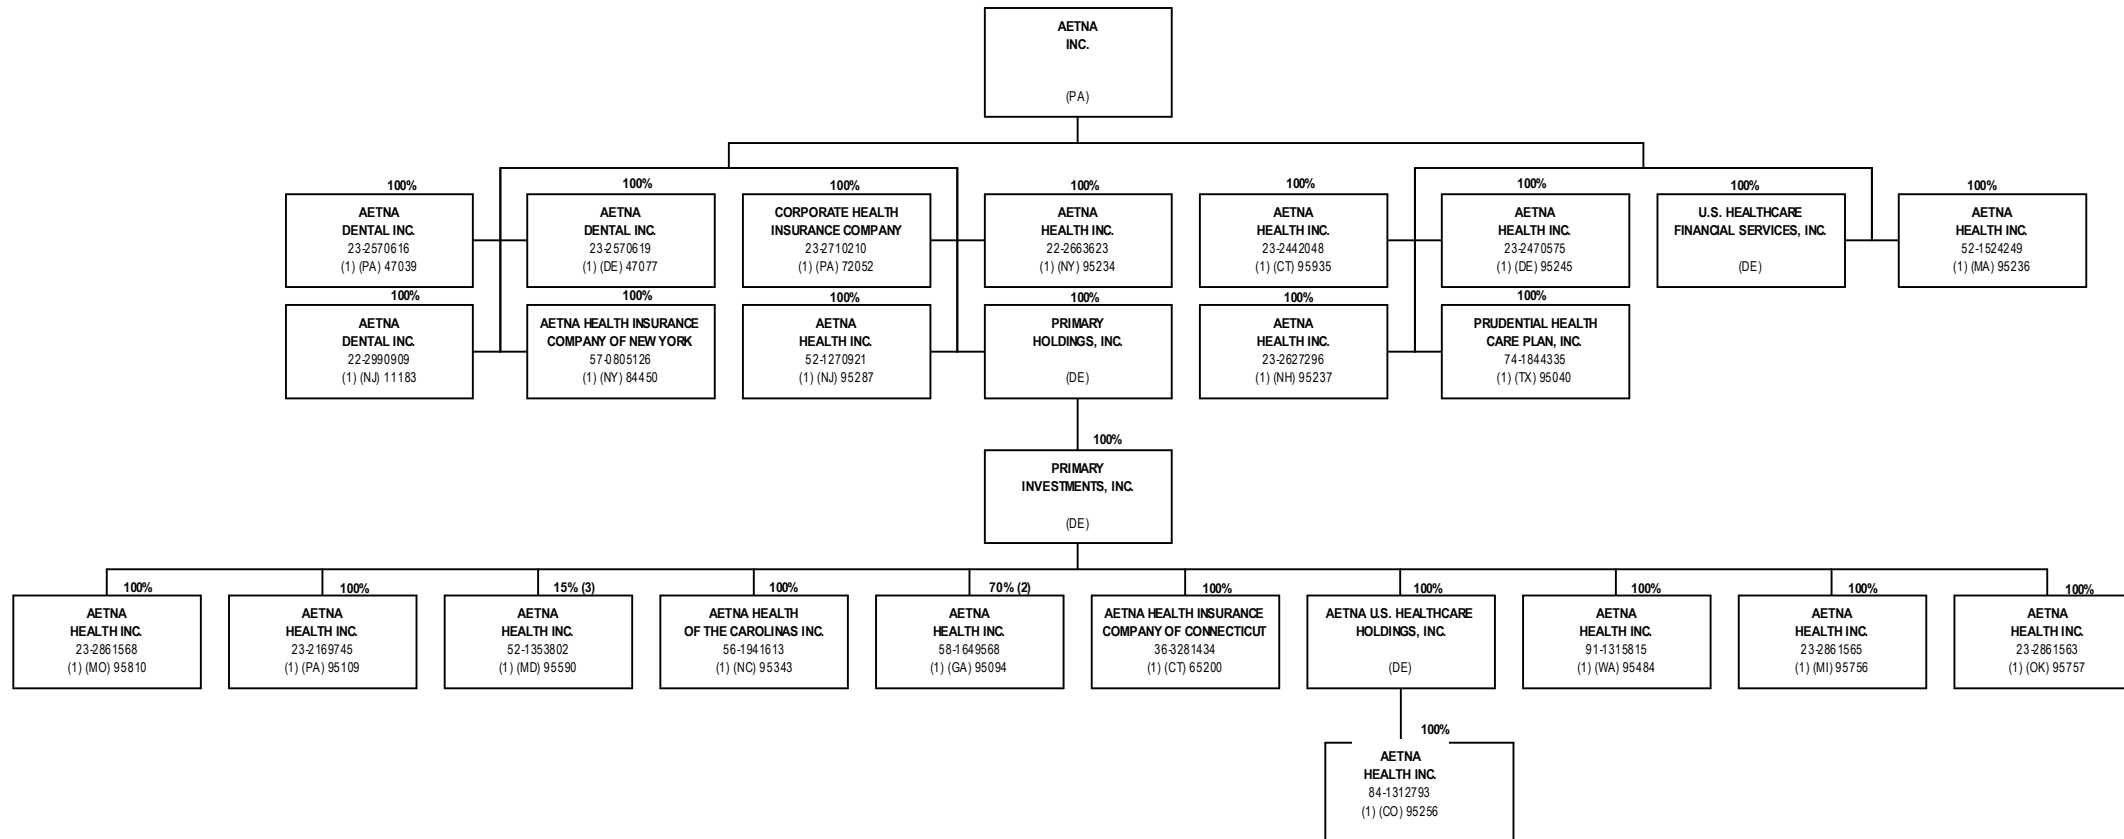 AETNA
INC.
(PA)
100%
AETNA
DENTAL INC.
23-2570616
(1) (PA) 47039
100%
AETNA
DENTAL INC.
23-2570619
(1) (DE) 47077
100%
CORPORATE HEALTH
INSURANCE COMPANY
23-2710210
(1) (PA) 72052
100%
AETNA
HEALTH INC.
22-2663623
(1) (NY) 95234
100%
AETNA
HEALTH INC.
23-2442048
(1) (CT) 95935
100%
AETNA
HEALTH INC.
23-2470575
(1) (DE) 95245
100%
U.S. HEALTHCARE
FINANCIAL SERVICES, INC.
(DE)
100%
AETNA
HEALTH INC.
52-1524249
(1) (MA) 95236
100%
AETNA
DENTAL INC.
22-2990909
(1) (NJ) 11183
100%
AETNA HEALTH INSURANCE
COMPANY OF NEW YORK
57-0805126
(1) (NY) 84450
100%
AETNA
HEALTH INC.
52-1270921
(1) (NJ) 95287
100%
PRIMARY
HOLDINGS, INC.
(DE)
100%
AETNA
HEALTH INC.
23-2627296
(1) (NH) 95237
100%
PRUDENTIAL HEALTH
CARE PLAN, INC.
74-1844335
(1) (TX) 95040
100%
PRIMARY
INVESTMENTS, INC.
(DE)
100%
AETNA
HEALTH INC.
23-2861568
(1) (MO) 95810
100%
AETNA
HEALTH INC.
23-2169745
(1) (PA) 95109
15% (3)
AETNA
HEALTH INC.
52-1353802
(1) (MD) 95590
100%
AETNA HEALTH
OF THE CAROLINAS INC.
56-1941613
(1) (NC) 95343
70% (2)
AETNA
HEALTH INC.
58-1649568
(1) (GA) 95094
100%
AETNA HEALTH INSURANCE
COMPANY OF CONNECTICUT
36-3281434
(1) (CT) 65200
100%
AETNA U.S. HEALTHCARE
HOLDINGS, INC.
(DE)
100%
AETNA
HEALTH INC.
91-1315815
(1) (WA) 95484
100%
AETNA
HEALTH INC.
23-2861565
(1) (MI) 95756
100%
AETNA
HEALTH INC.
23-2861563
(1) (OK) 95757
100%
AETNA
HEALTH INC.
84-1312793
(1) (CO) 95256